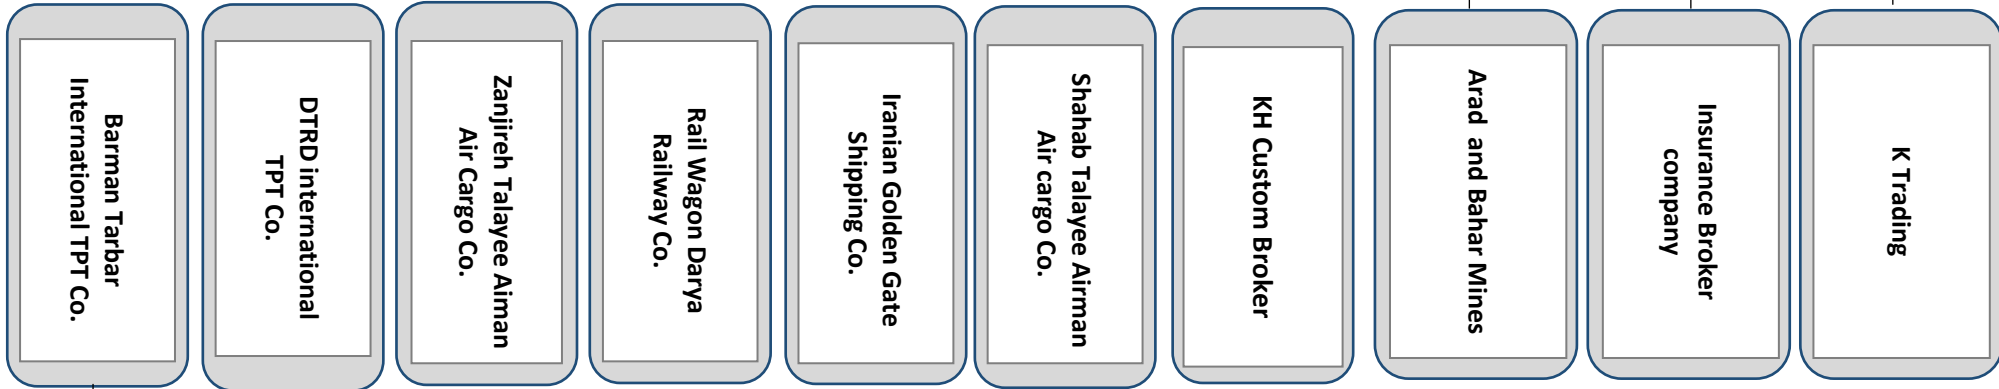 Barman Tarbar
International TPT Co.
DTRD international
TPT Co.
Zanjireh Talayee Aiman
Air Cargo Co.
Rail Wagon Darya
Railway Co.
Iranian Golden Gate
Shipping Co.
Shahab Talayee Airman
Air cargo Co.
KH Custom Broker
Arad and Bahar Mines
Insurance Broker
company
K Trading